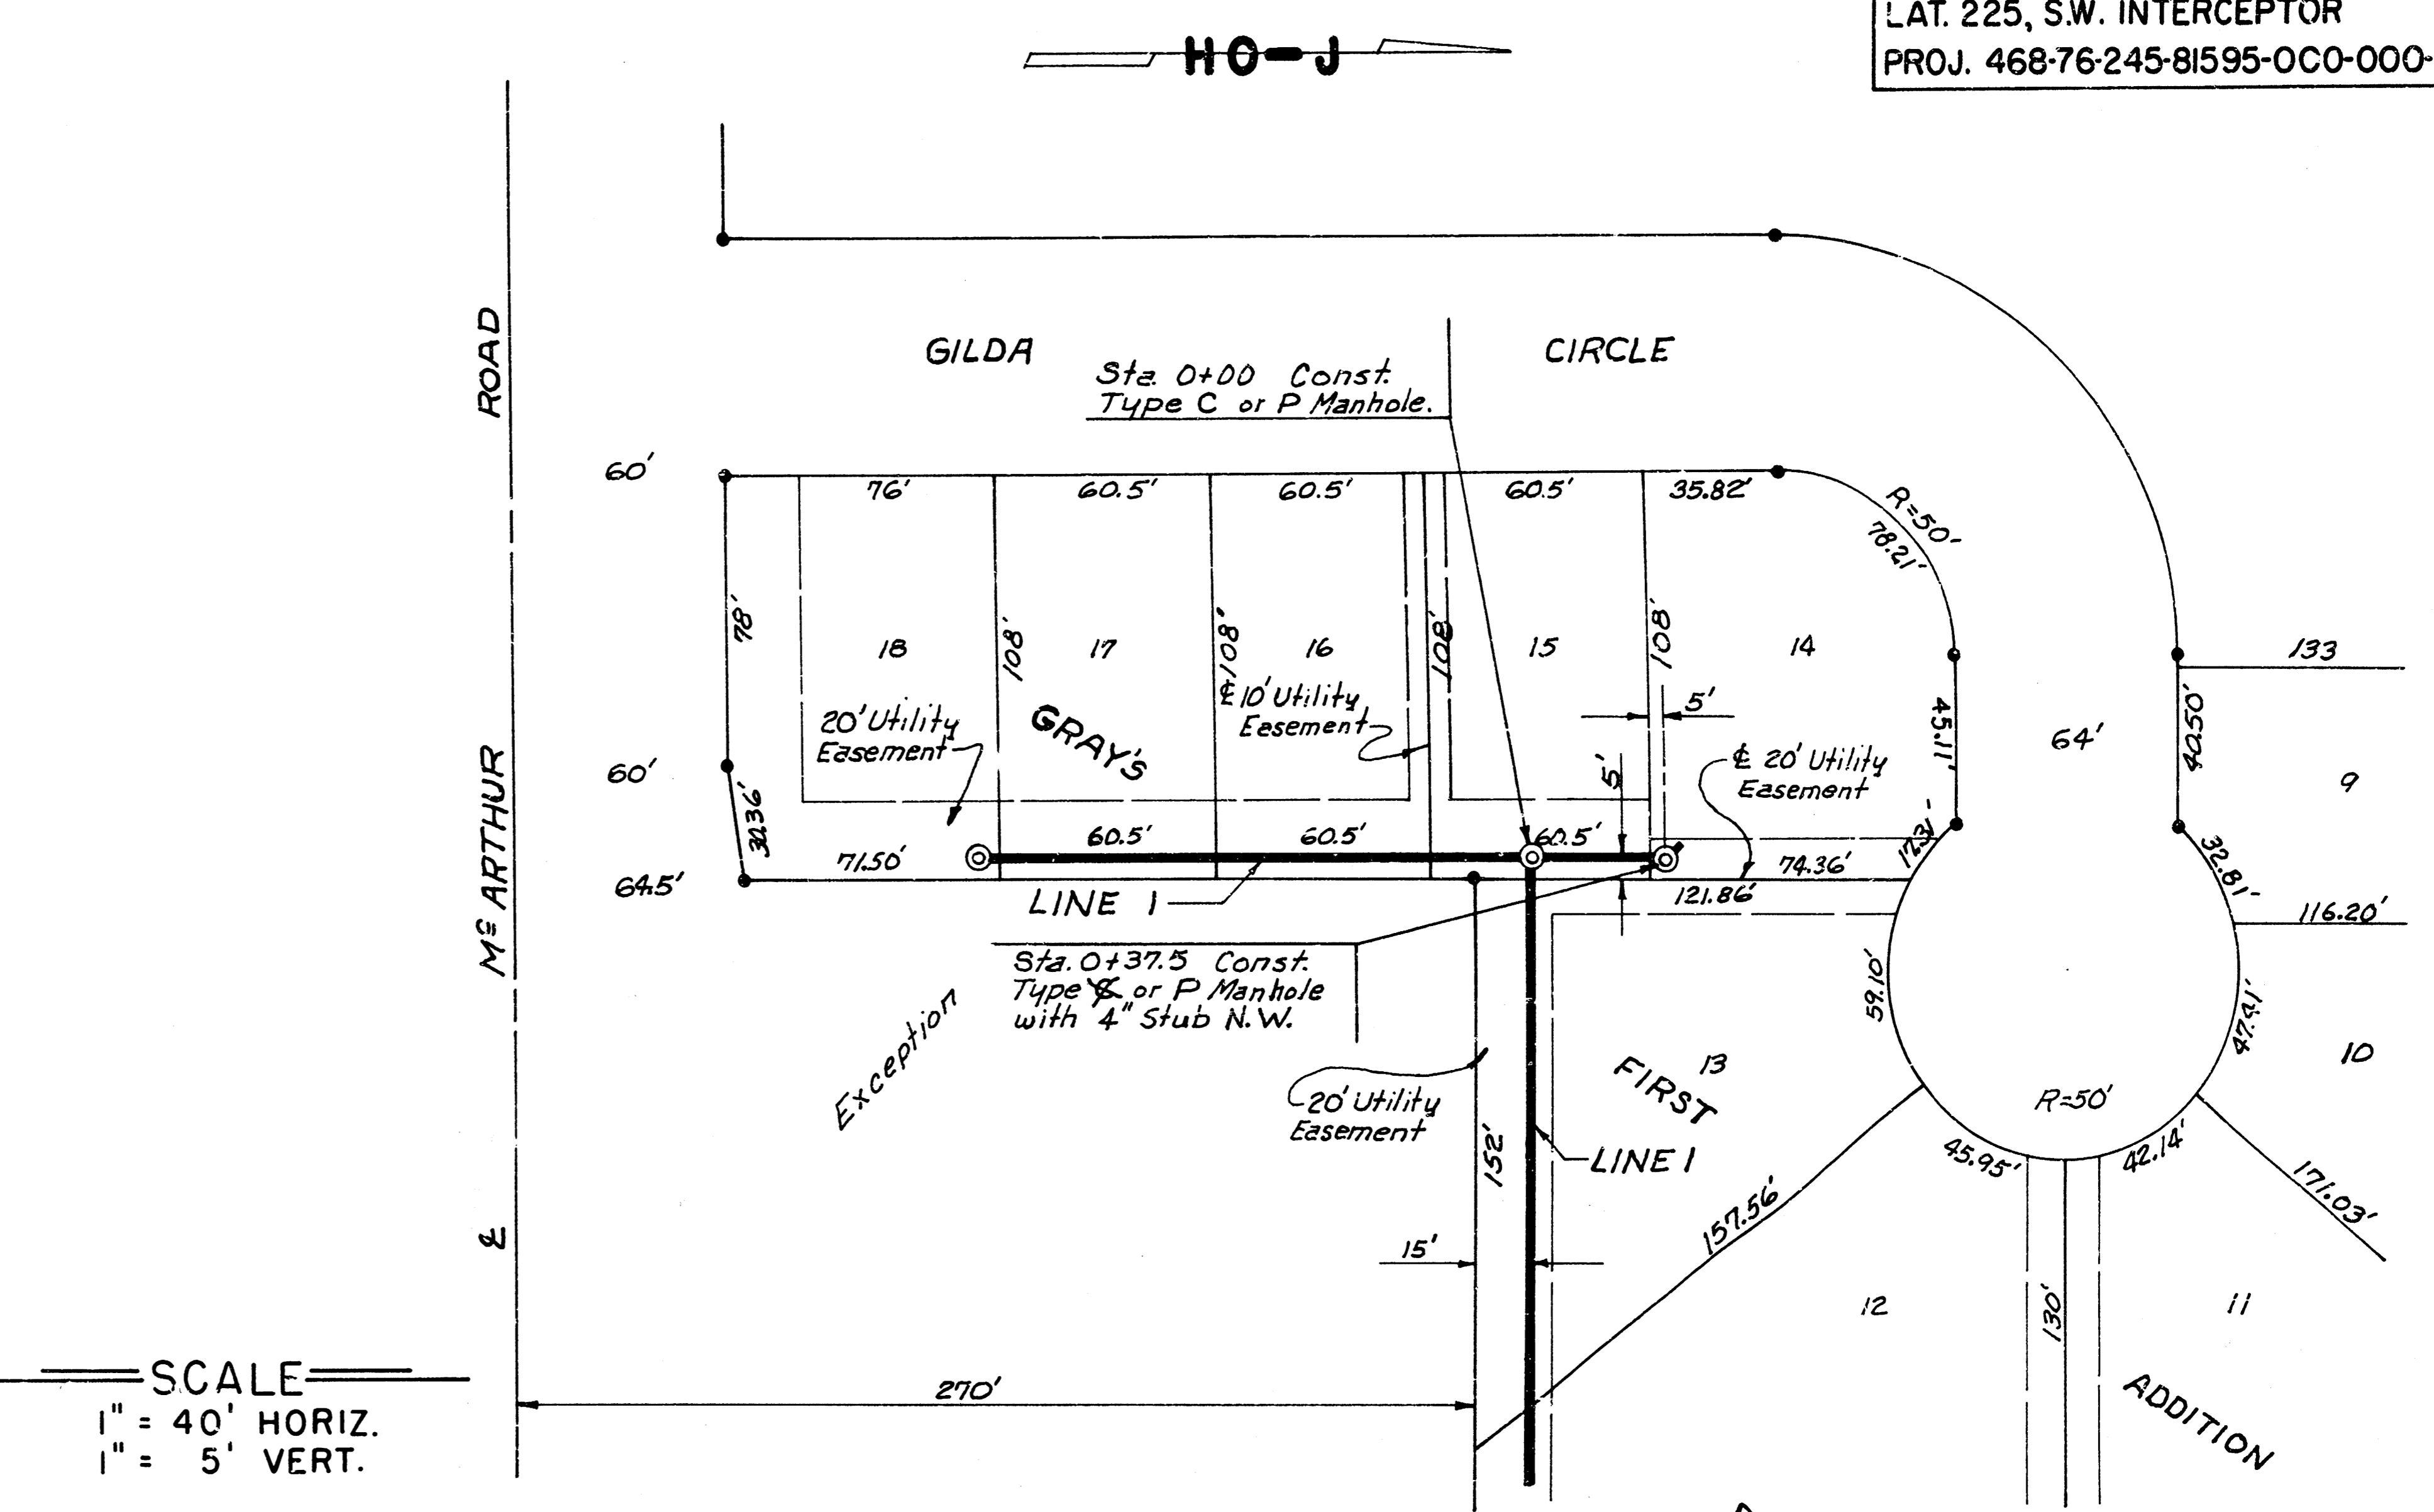 LAT. 225, S.W. INTERCEPTOR
PROJ. 468-76-245-81595-0C0-000-
HO-J
GILDA CIRCLE
Sta. 0+00 Const.
Type C or P Manhole.
ROAD
Mc ARTHUR
℄
60'
76'
60.5'
60.5'
60.5'
35.82'
R=50'
78.21'
78'
18
108'
17
108'
16
108'
15
108'
14
133
45.11'
64'
40.50'
9
20' Utility
Easement
GRAY'S
℄ 10' Utility
Easement
5'
5'
℄ 20' Utility
Easement
60'
30.36'
64.5'
71.50'
60.5'
60.5'
60.5'
74.36'
17.31'
32.81'
121.86'
116.20'
LINE 1
Sta. 0+37.5 Const.
Type or P Manhole
with 4" Stub N.W.
Exception
59.10'
47.41'
10
FIRST
13
R=50'
20' Utility
Easement
152'
LINE 1
45.95'
42.14'
171.03'
157.56'
15'
12
130'
11
270'
ADDITION
SCALE
1" = 40' HORIZ.
1" = 5' VERT.